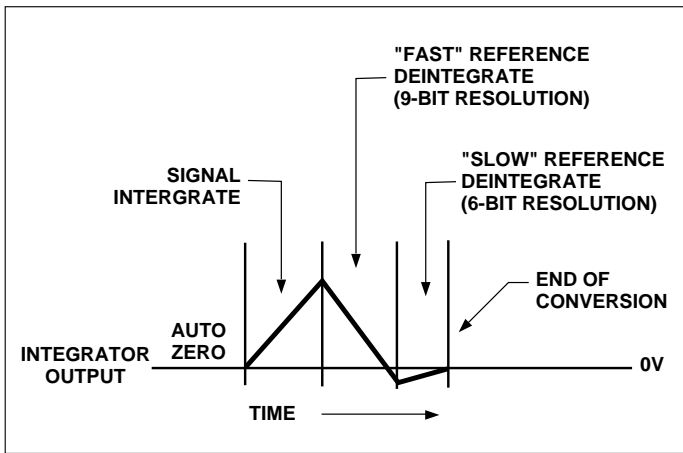 "FAST" REFERENCE
DEINTEGRATE
(9-BIT RESOLUTION)
"SLOW" REFERENCE
DEINTEGRATE
(6-BIT RESOLUTION)
SIGNAL
INTERGRATE
END OF
CONVERSION
AUTO
ZERO
INTEGRATOR
OUTPUT
0V
TIME